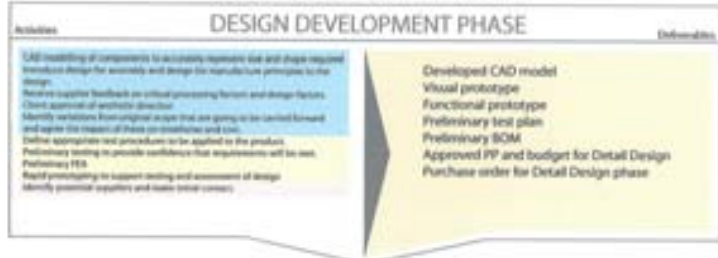 DESIGN DEVELOPMENT PHASE
Activities
Deliverables
CAD modelling of components to accurately represent size and shape required
Introduce design for assembly and design for manufacture principles to the
design.
Receive supplier feedback on critical processing factors and design factors
Client approval of aesthetic direction
Identify variations from original scope that are going to be carried forward
and agree the impact of these on timeframes and cost.
Define appropriate test procedures to be applied to the product.
Preliminary testing to provide confidence that requirements will be met.
Preliminary FEA
Rapid prototyping to support testing and assessment of design
Identify potential suppliers and make initial contact.
Developed CAD model
Visual prototype
Functional prototype
Preliminary test plan
Preliminary BOM
Approved PP and budget for Detail Design
Purchase order for Detail Design phase